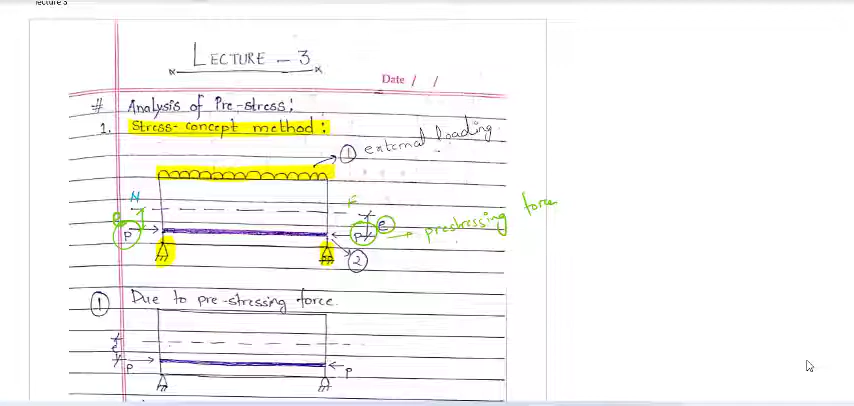 lecture 3
LECTURE - 3
Date / /
# Analysis of Pre-stress:
1. Stress-concept method:
① external loading
N F
e e
P P → prestressing force
②
① Due to pre-stressing force.
e
P P